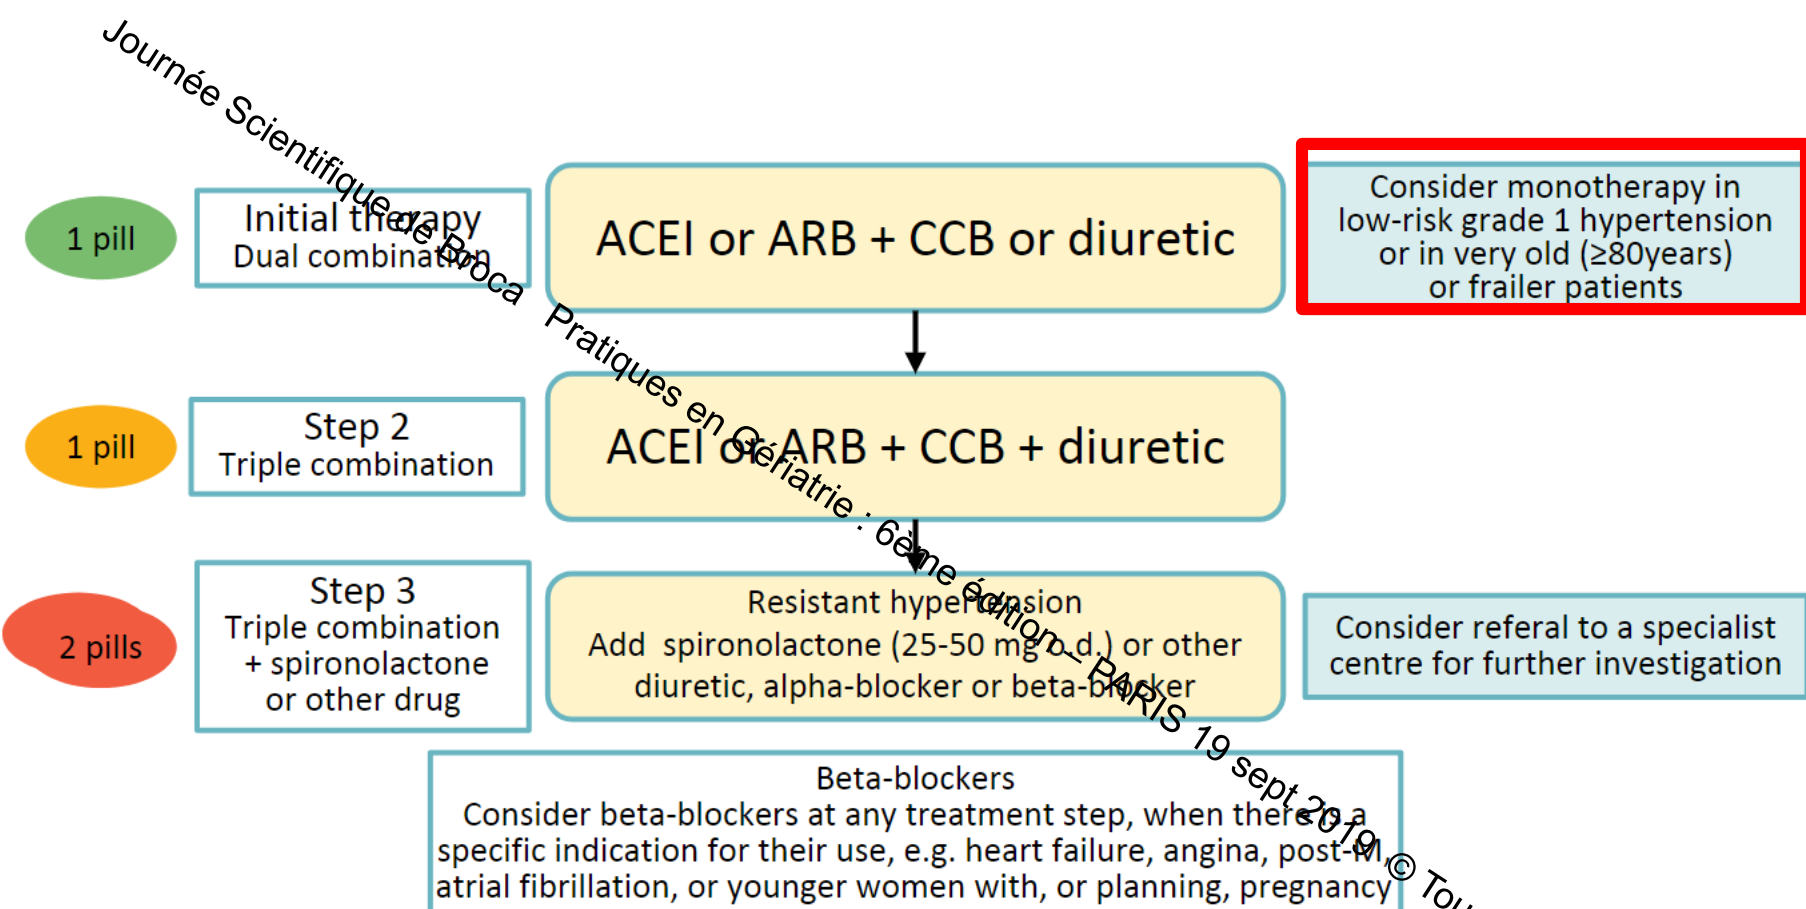 1 pill
Initial therapy
Dual combination
ACEI or ARB + CCB or diuretic
Consider monotherapy in
low-risk grade 1 hypertension
or in very old (≥80years)
or frailer patients
1 pill
Step 2
Triple combination
ACEI or ARB + CCB + diuretic
2 pills
Step 3
Triple combination
+ spironolactone
or other drug
Resistant hypertension
Add spironolactone (25-50 mg o.d.) or other
diuretic, alpha-blocker or beta-blocker
Consider referal to a specialist
centre for further investigation
Beta-blockers
Consider beta-blockers at any treatment step, when there is a
specific indication for their use, e.g. heart failure, angina, post-MI,
atrial fibrillation, or younger women with, or planning, pregnancy
Journée Scientifique de Broca Pratiques en Gériatrie : 6ème édition – PARIS 19 sept 2019 ©